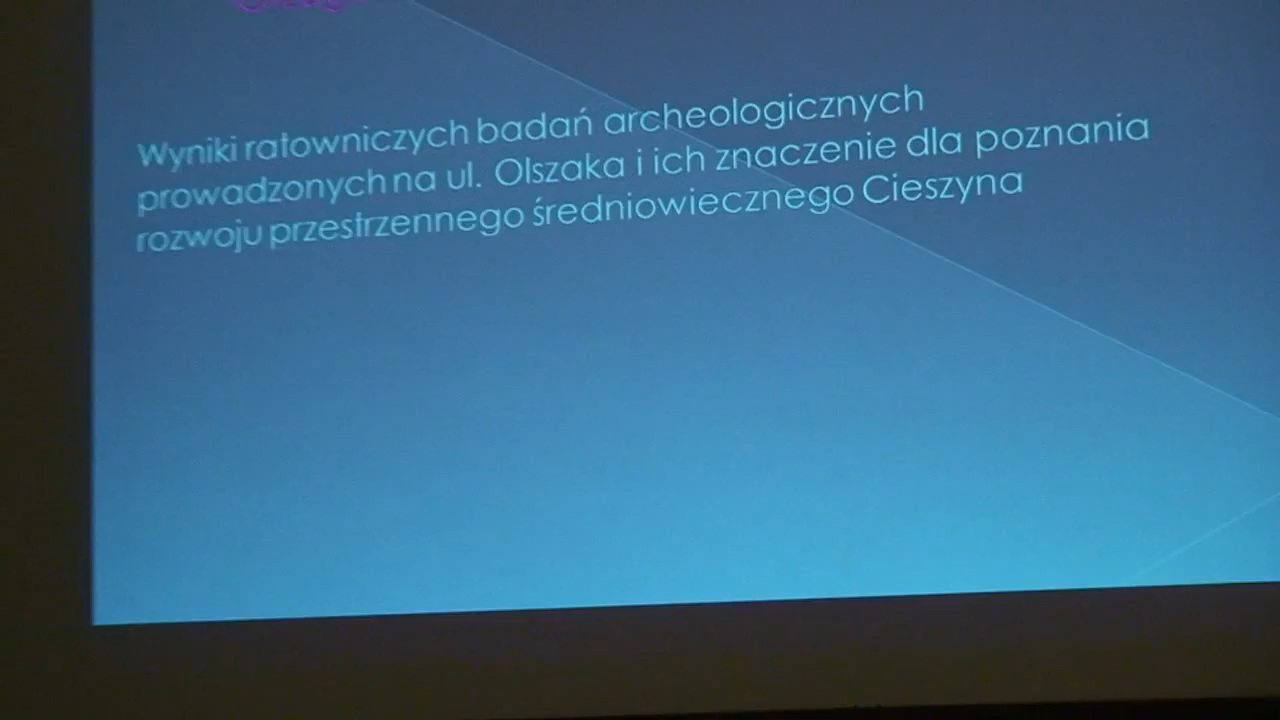 Wyniki ratowniczych badań archeologicznych
prowadzonych na ul. Olszaka i ich znaczenie dla poznania
rozwoju przestrzennego średniowiecznego Cieszyna